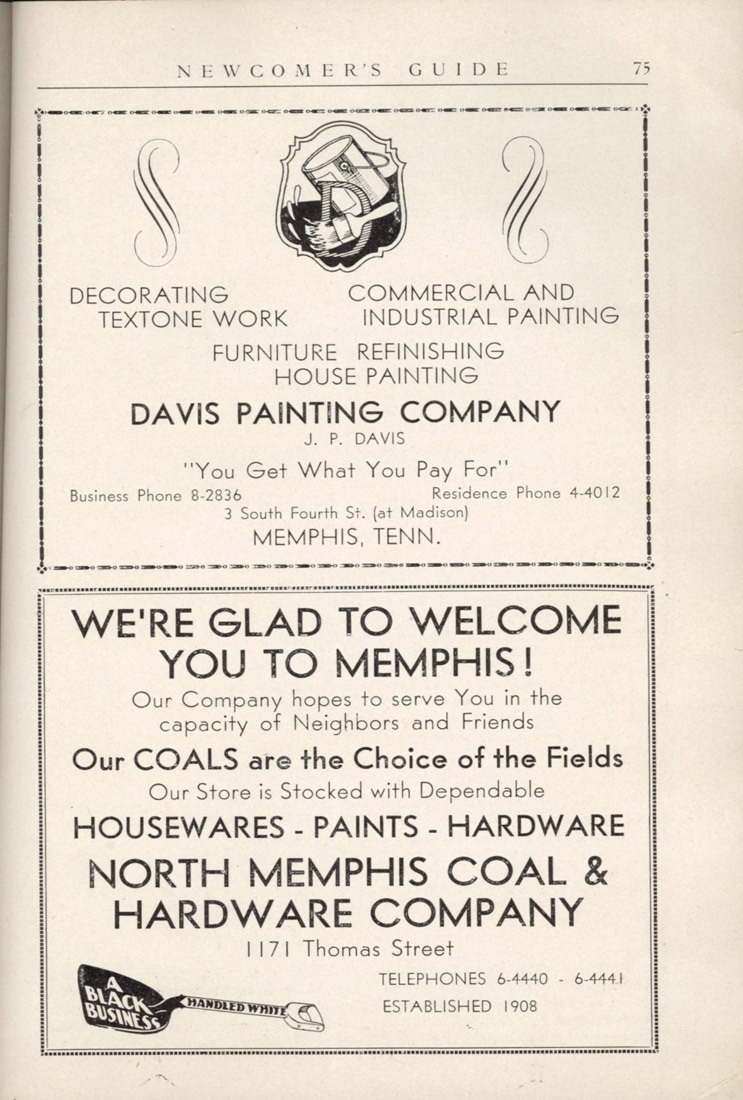 NEWCOMER'S GUIDE 75
D
DECORATING
TEXTONE WORK
COMMERCIAL AND
INDUSTRIAL PAINTING
FURNITURE REFINISHING
HOUSE PAINTING
DAVIS PAINTING COMPANY
J. P. DAVIS
"You Get What You Pay For"
Business Phone 8-2836 Residence Phone 4-4012
3 South Fourth St. (at Madison)
MEMPHIS, TENN.
WE'RE GLAD TO WELCOME
YOU TO MEMPHIS!
Our Company hopes to serve You in the
capacity of Neighbors and Friends
Our COALS are the Choice of the Fields
Our Store is Stocked with Dependable
HOUSEWARES - PAINTS - HARDWARE
NORTH MEMPHIS COAL &
HARDWARE COMPANY
1171 Thomas Street
A
BLACK
BUSINESS
HANDLED WHITE
TELEPHONES 6-4440 - 6-4441
ESTABLISHED 1908